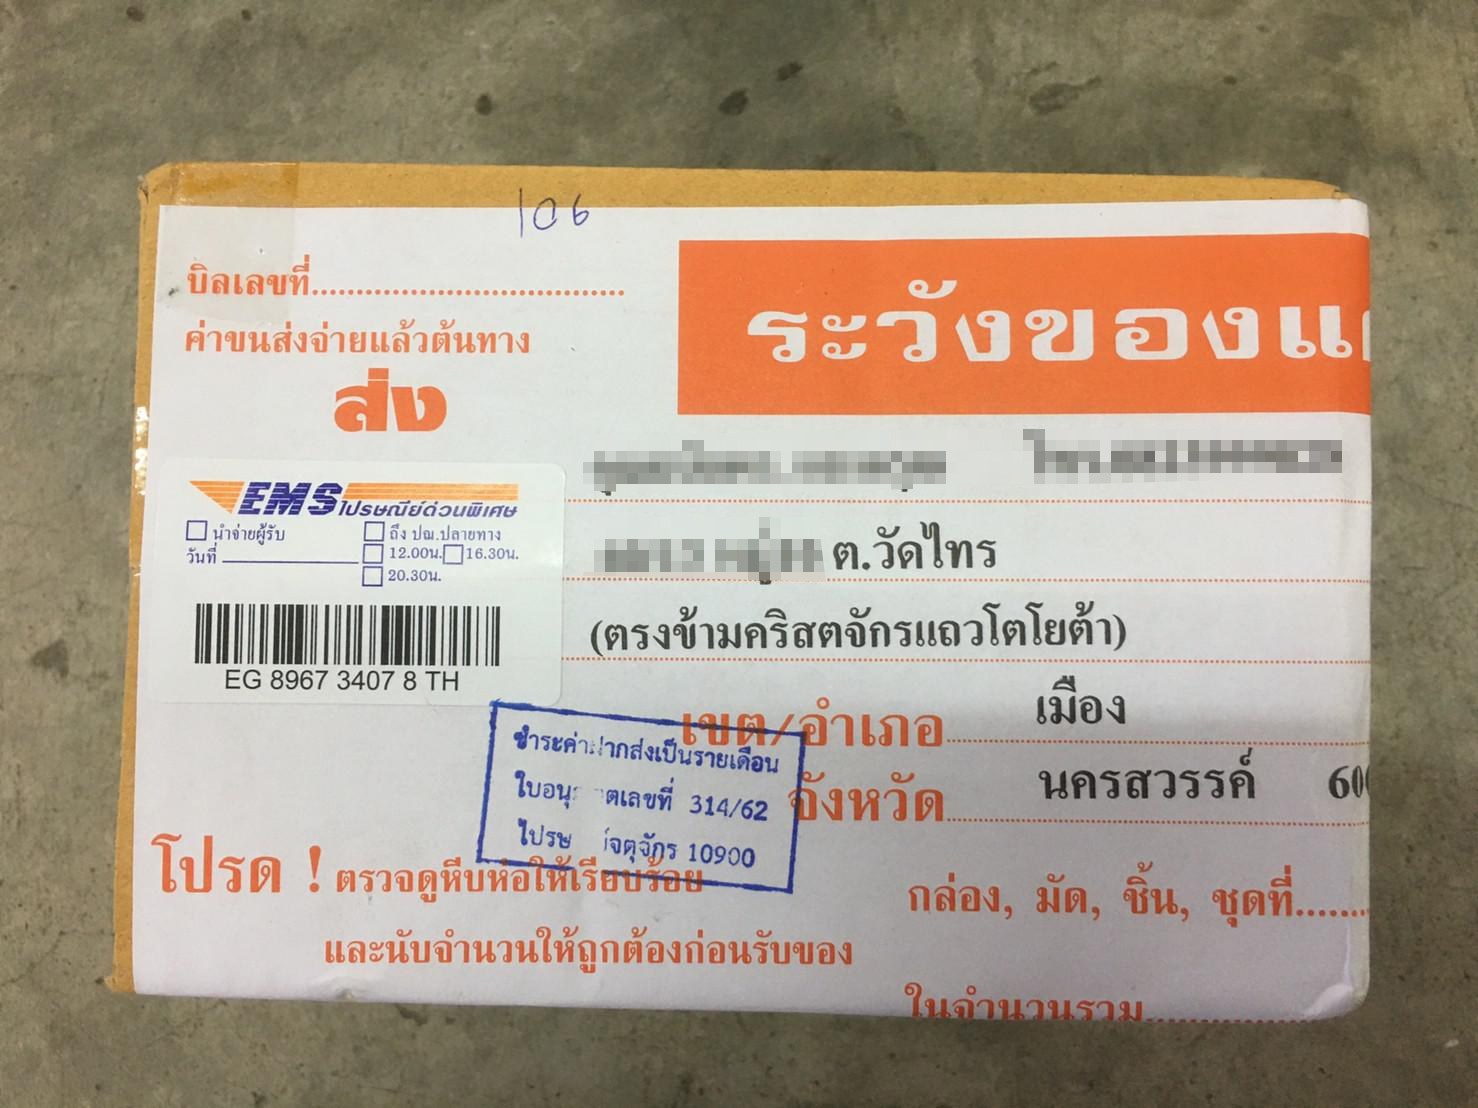 106
บิลเลขที่
ระวังของแ
ค่าขนส่งจ่ายแล้วต้นทาง
ส่ง
EMS ไปรษณีย์ด่วนพิเศษ
นำจ่ายผู้รับ
ถึง ปณ.ปลายทาง
วันที่
12.00น. 16.30น.
20.30น.
EG 8967 3407 8 TH
ต.วัดไทร
(ตรงข้ามคริสตจักรแถวโตโยต้า)
เขต/อำเภอ เมือง
จังหวัด นครสวรรค์ 60
ชำระค่าฝากส่งเป็นรายเดือน
ใบอนุ ตเลขที่ 314/62
ไปรษ จตุจักร 10900
โปรด ! ตรวจดูหีบห่อให้เรียบร้อย
และนับจำนวนให้ถูกต้องก่อนรับของ
กล่อง, มัด, ชิ้น, ชุดที่
ในจำนวนรวม